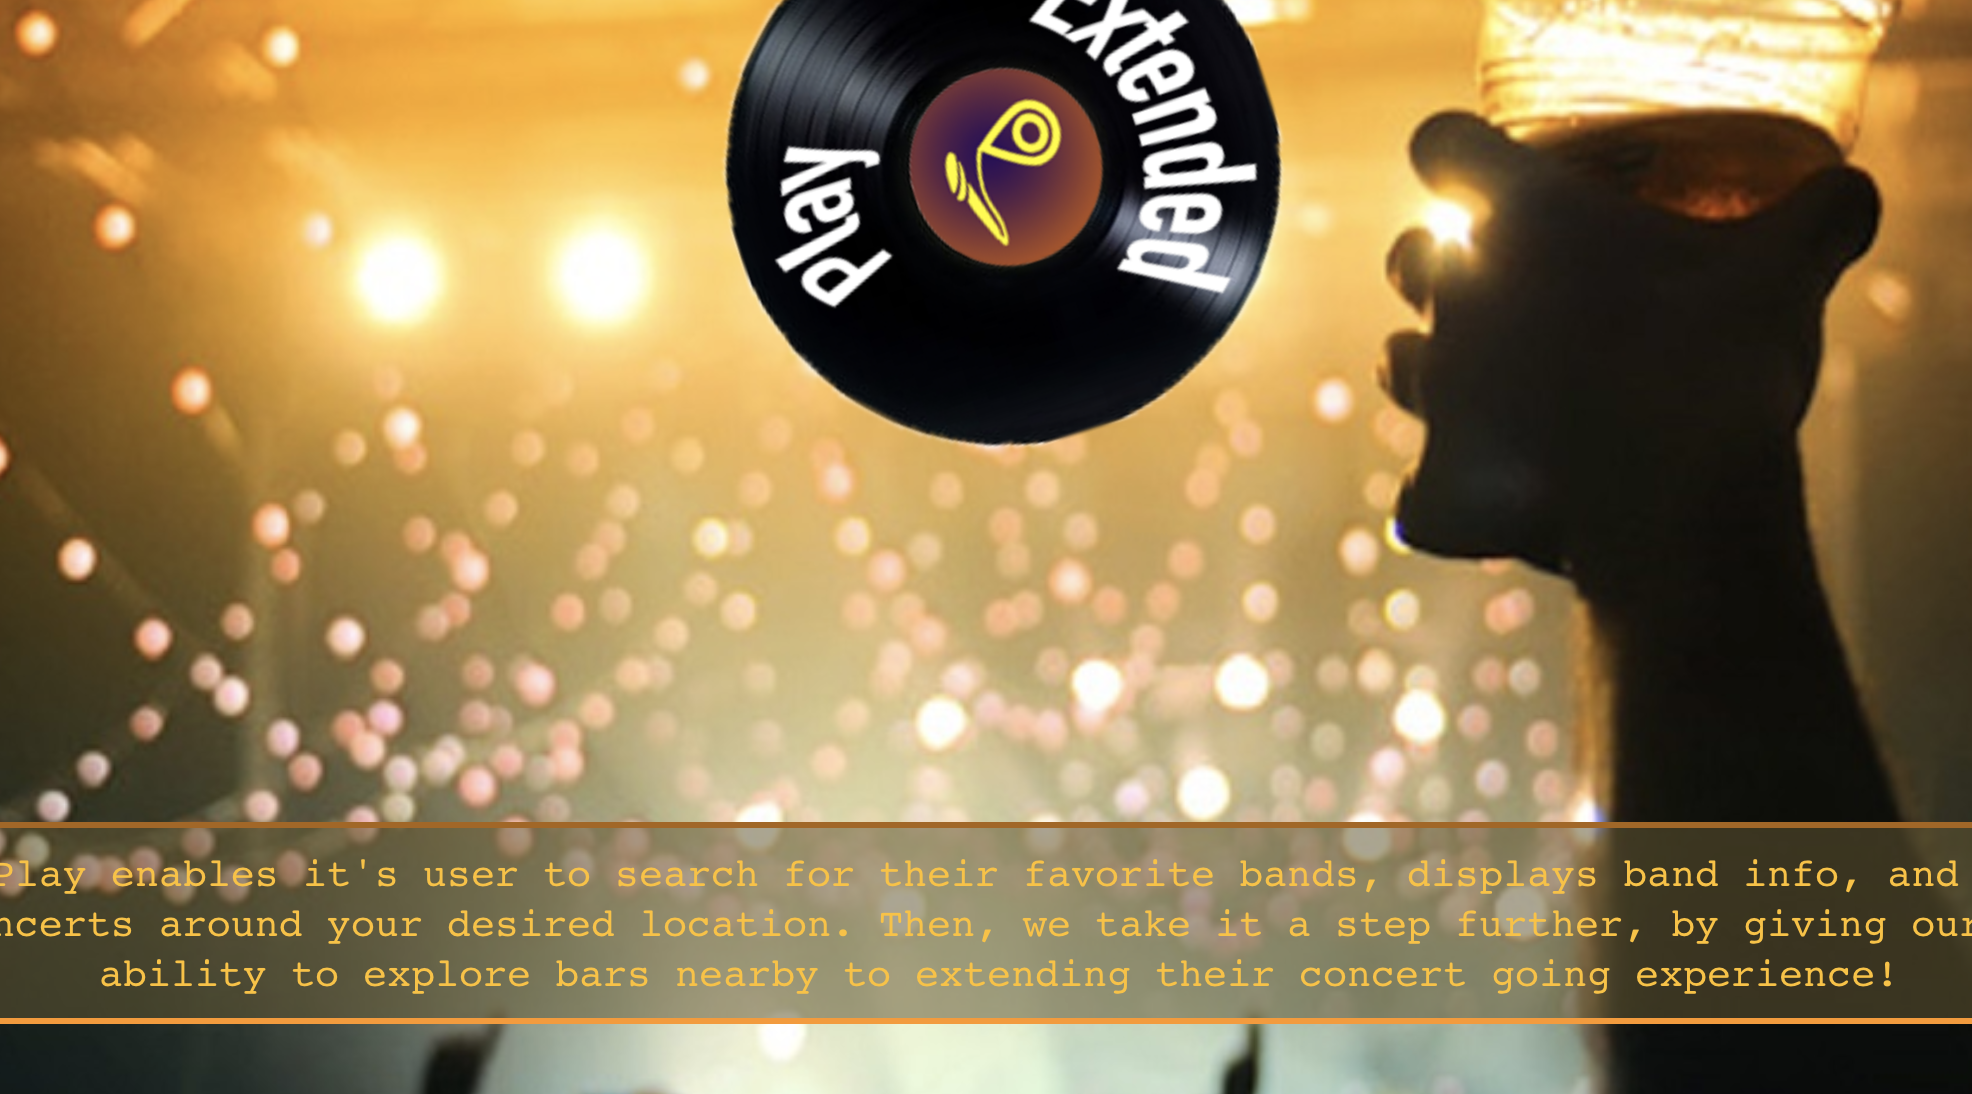 Extended
Play
Play enables it's user to search for their favorite bands, displays band info, and
ncerts around your desired location. Then, we take it a step further, by giving our
ability to explore bars nearby to extending their concert going experience!